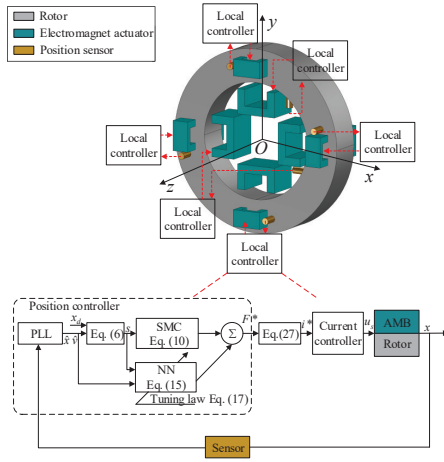 Rotor
Electromagnet actuator
Position sensor
y
Local
controller
Local
controller
Local
controller
Local
controller
O
x
z
Local
controller
Local
controller
Position controller
PLL
x_d
x̂ v̂
Eq. (6)
s
SMC
Eq. (10)
NN
Eq. (15)
Tuning law Eq. (17)
Σ
F*
Eq.(27)
i*
Current
controller
u_s
AMB
Rotor
x
Sensor